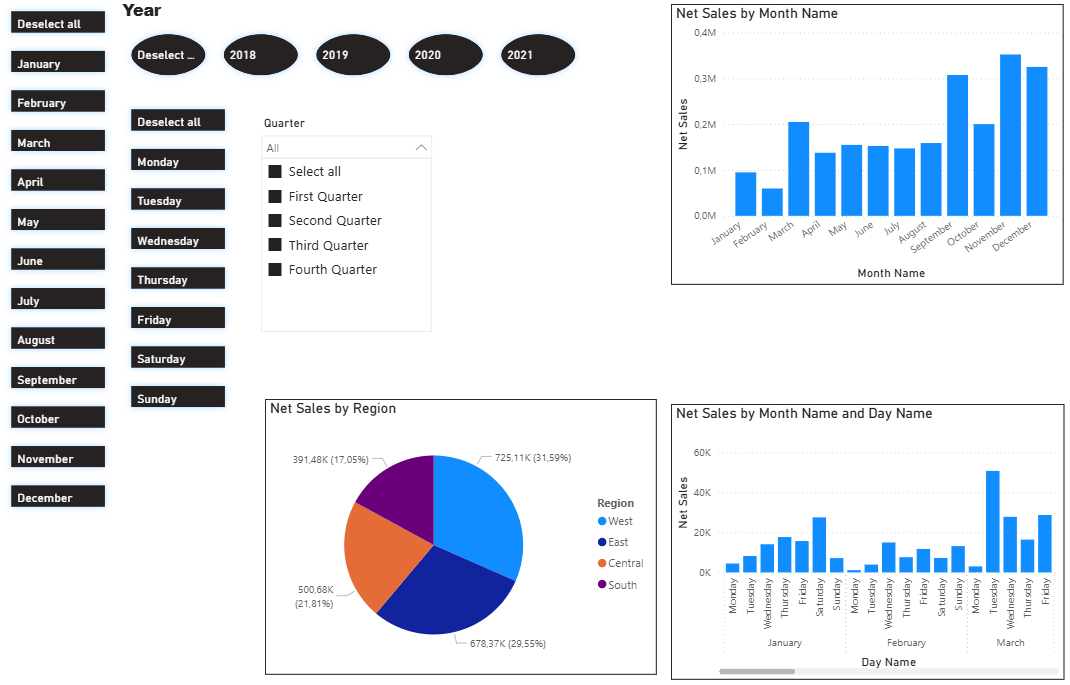 Deselect all
January
February
March
April
May
June
July
August
September
October
November
December
Year
Deselect ...
2018
2019
2020
2021
Deselect all
Monday
Tuesday
Wednesday
Thursday
Friday
Saturday
Sunday
Quarter
All
Select all
First Quarter
Second Quarter
Third Quarter
Fourth Quarter
Net Sales by Month Name
0,4M
0,3M
0,2M
0,1M
0,0M
Net Sales
January
February
March
April
May
June
July
August
September
October
November
December
Month Name
Net Sales by Region
391,48K (17,05%)
725,11K (31,59%)
500,68K
(21,81%)
678,37K (29,55%)
Region
West
East
Central
South
Net Sales by Month Name and Day Name
60K
40K
20K
0K
Net Sales
Monday
Tuesday
Wednesday
Thursday
Friday
Saturday
Sunday
Monday
Tuesday
Wednesday
Thursday
Friday
Saturday
Sunday
Monday
Tuesday
Wednesday
Thursday
Friday
January
February
March
Day Name